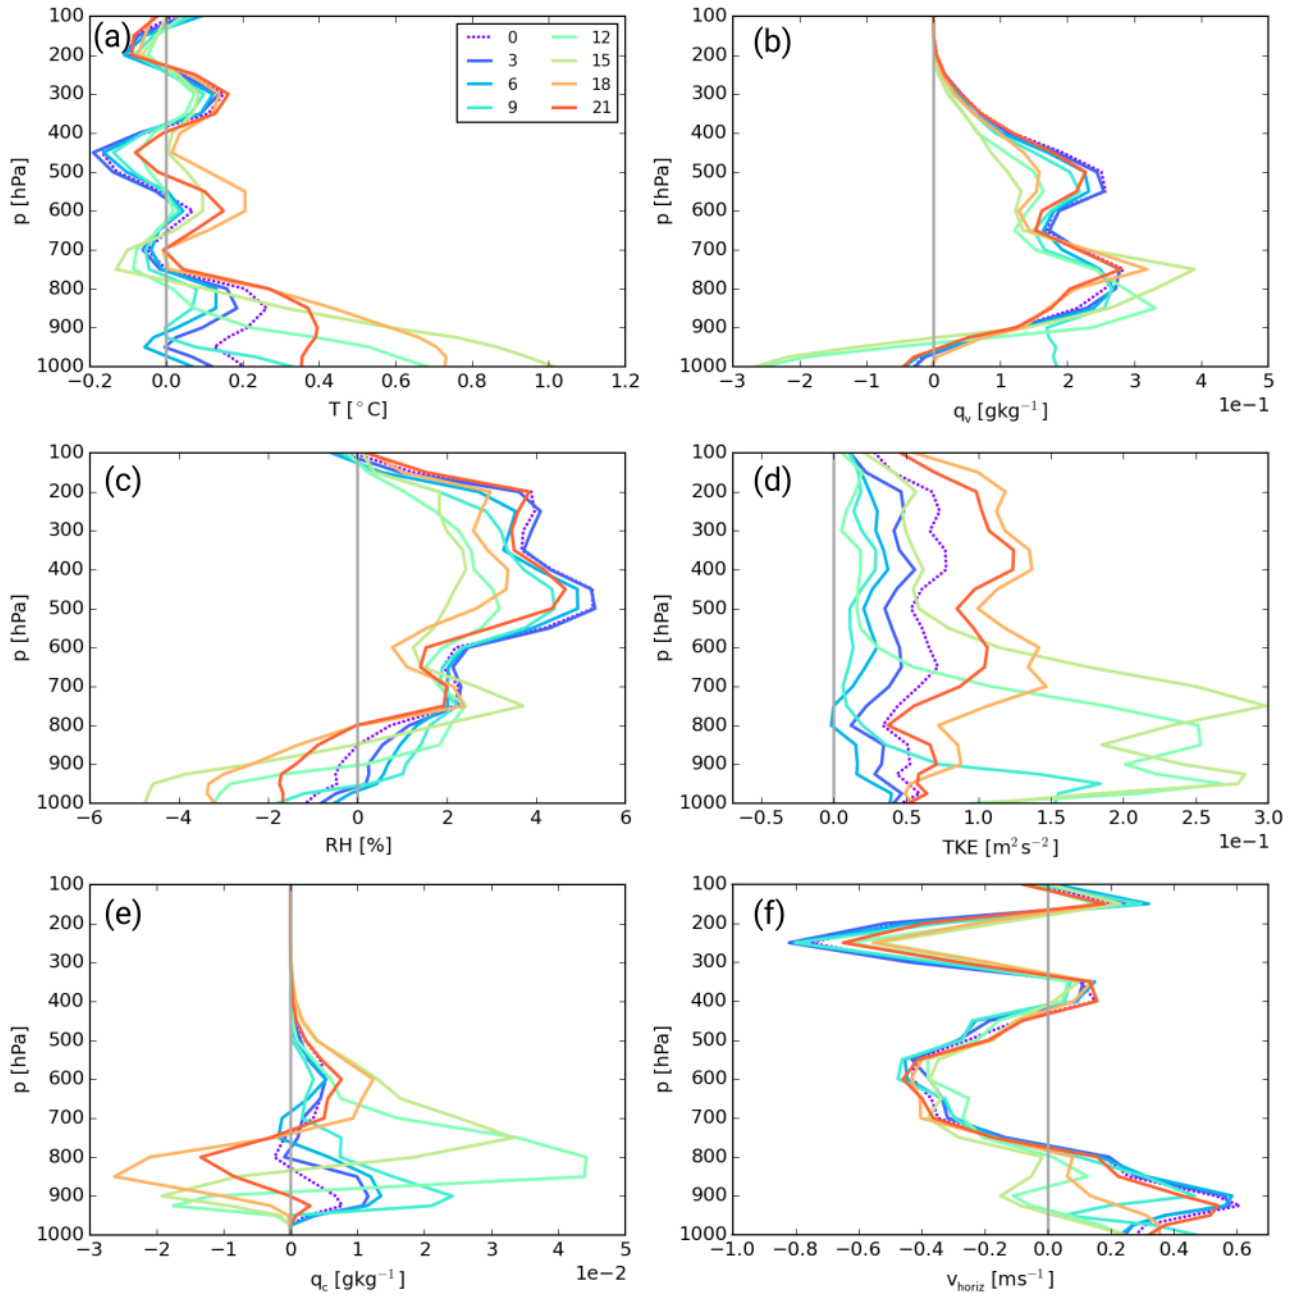 (a)
0 12
3 15
6 18
9 21
100
200
300
400
500
600
700
800
900
1000
p [hPa]
−0.2 0.0 0.2 0.4 0.6 0.8 1.0 1.2
T [°C]
(b)
100
200
300
400
500
600
700
800
900
1000
p [hPa]
−3 −2 −1 0 1 2 3 4 5
q_v [gkg⁻¹] 1e−1
(c)
100
200
300
400
500
600
700
800
900
1000
p [hPa]
−6 −4 −2 0 2 4 6
RH [%]
(d)
100
200
300
400
500
600
700
800
900
1000
p [hPa]
−0.5 0.0 0.5 1.0 1.5 2.0 2.5 3.0
TKE [m²s⁻²] 1e−1
(e)
100
200
300
400
500
600
700
800
900
1000
p [hPa]
−3 −2 −1 0 1 2 3 4 5
q_c [gkg⁻¹] 1e−2
(f)
100
200
300
400
500
600
700
800
900
1000
p [hPa]
−1.0 −0.8 −0.6 −0.4 −0.2 0.0 0.2 0.4 0.6
v_horiz [ms⁻¹]